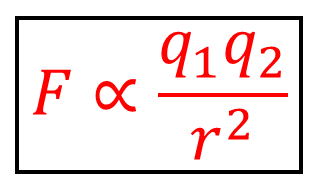 F ∝ q₁q₂/r²